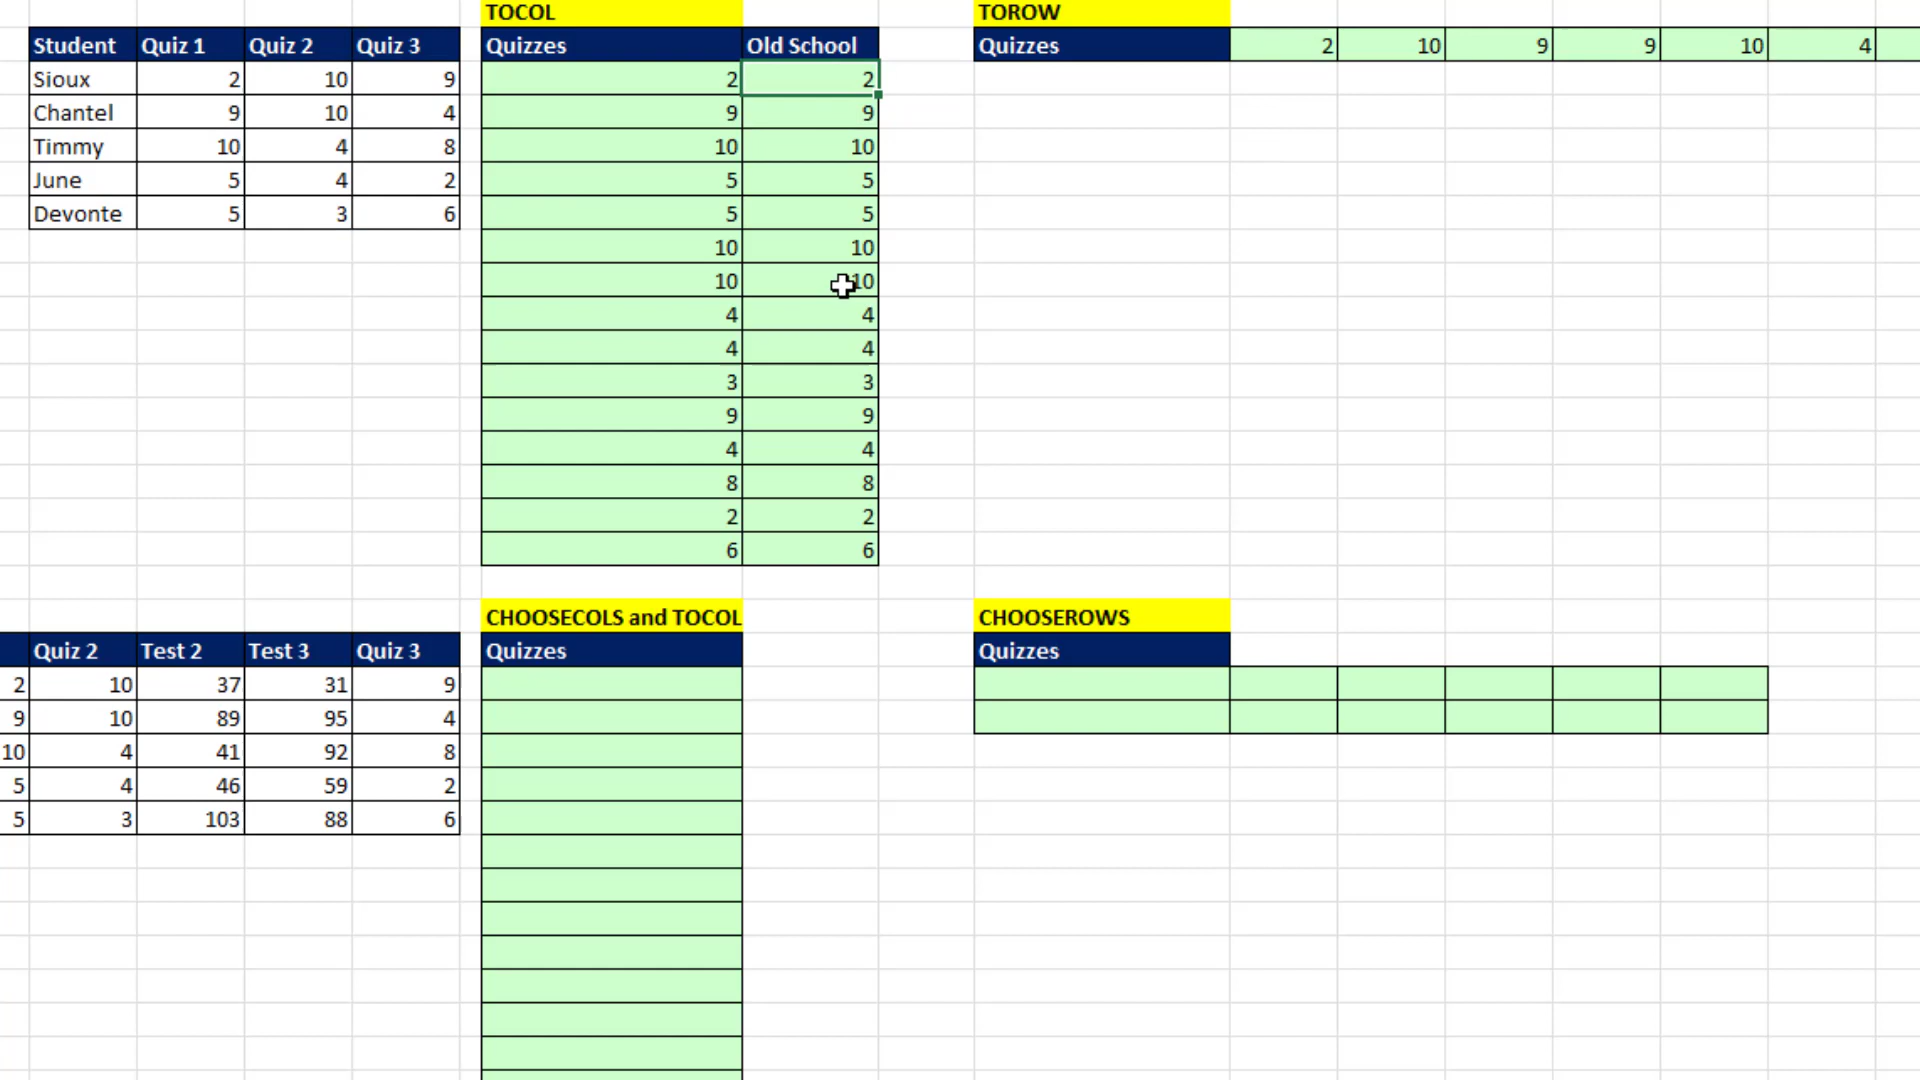 TOCOL TOROW
Student Quiz 1 Quiz 2 Quiz 3 Quizzes Old School Quizzes 2 10 9 9 10 4
Sioux 2 10 9 2 2
Chantel 9 10 4 9 9
Timmy 10 4 8 10 10
June 5 4 2 5 5
Devonte 5 3 6 5 5
10 10
10 10
4 4
4 4
3 3
9 9
4 4
8 8
2 2
6 6
CHOOSECOLS and TOCOL CHOOSEROWS
Quiz 2 Test 2 Test 3 Quiz 3 Quizzes Quizzes
2 10 37 31 9
9 10 89 95 4
10 4 41 92 8
5 4 46 59 2
5 3 103 88 6